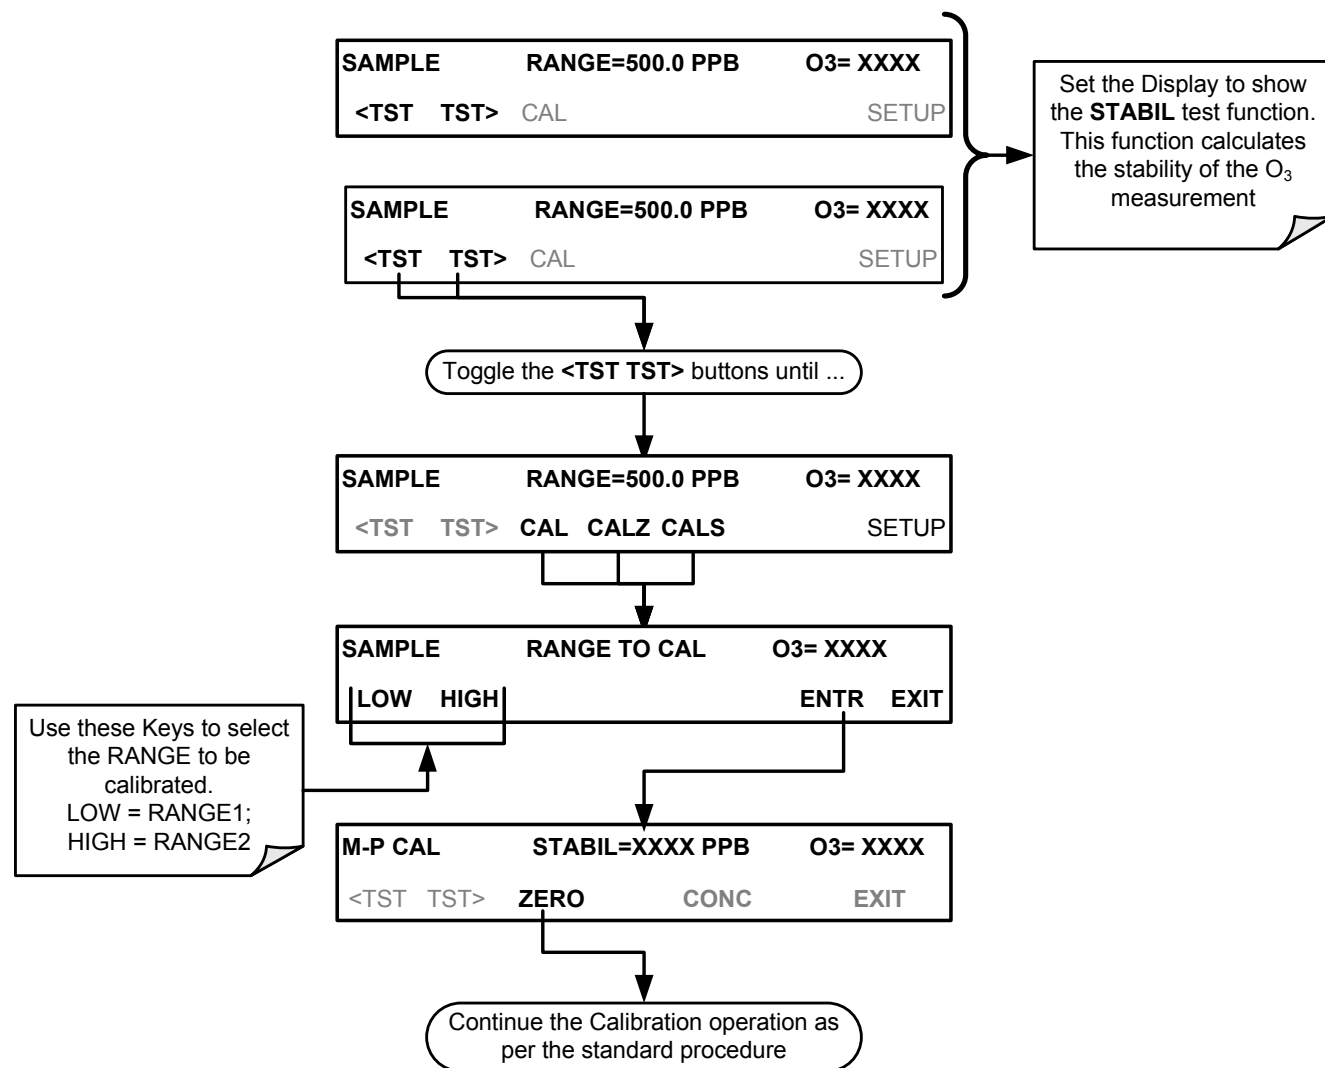 SAMPLE RANGE=500.0 PPB O3= XXXX
<TST TST> CAL SETUP
Set the Display to show
the STABIL test function.
This function calculates
the stability of the O3
measurement
SAMPLE RANGE=500.0 PPB O3= XXXX
<TST TST> CAL SETUP
Toggle the <TST TST> buttons until ...
SAMPLE RANGE=500.0 PPB O3= XXXX
<TST TST> CAL CALZ CALS SETUP
SAMPLE RANGE TO CAL O3= XXXX
LOW HIGH ENTR EXIT
Use these Keys to select
the RANGE to be
calibrated.
LOW = RANGE1;
HIGH = RANGE2
M-P CAL STABIL=XXXX PPB O3= XXXX
<TST TST> ZERO CONC EXIT
Continue the Calibration operation as
per the standard procedure